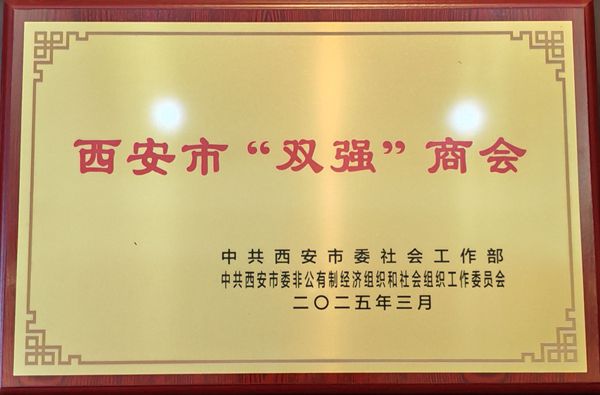 西安市“双强”商会
中共西安市委社会工作部
中共西安市委非公有制经济组织和社会组织工作委员会
二〇二五年三月